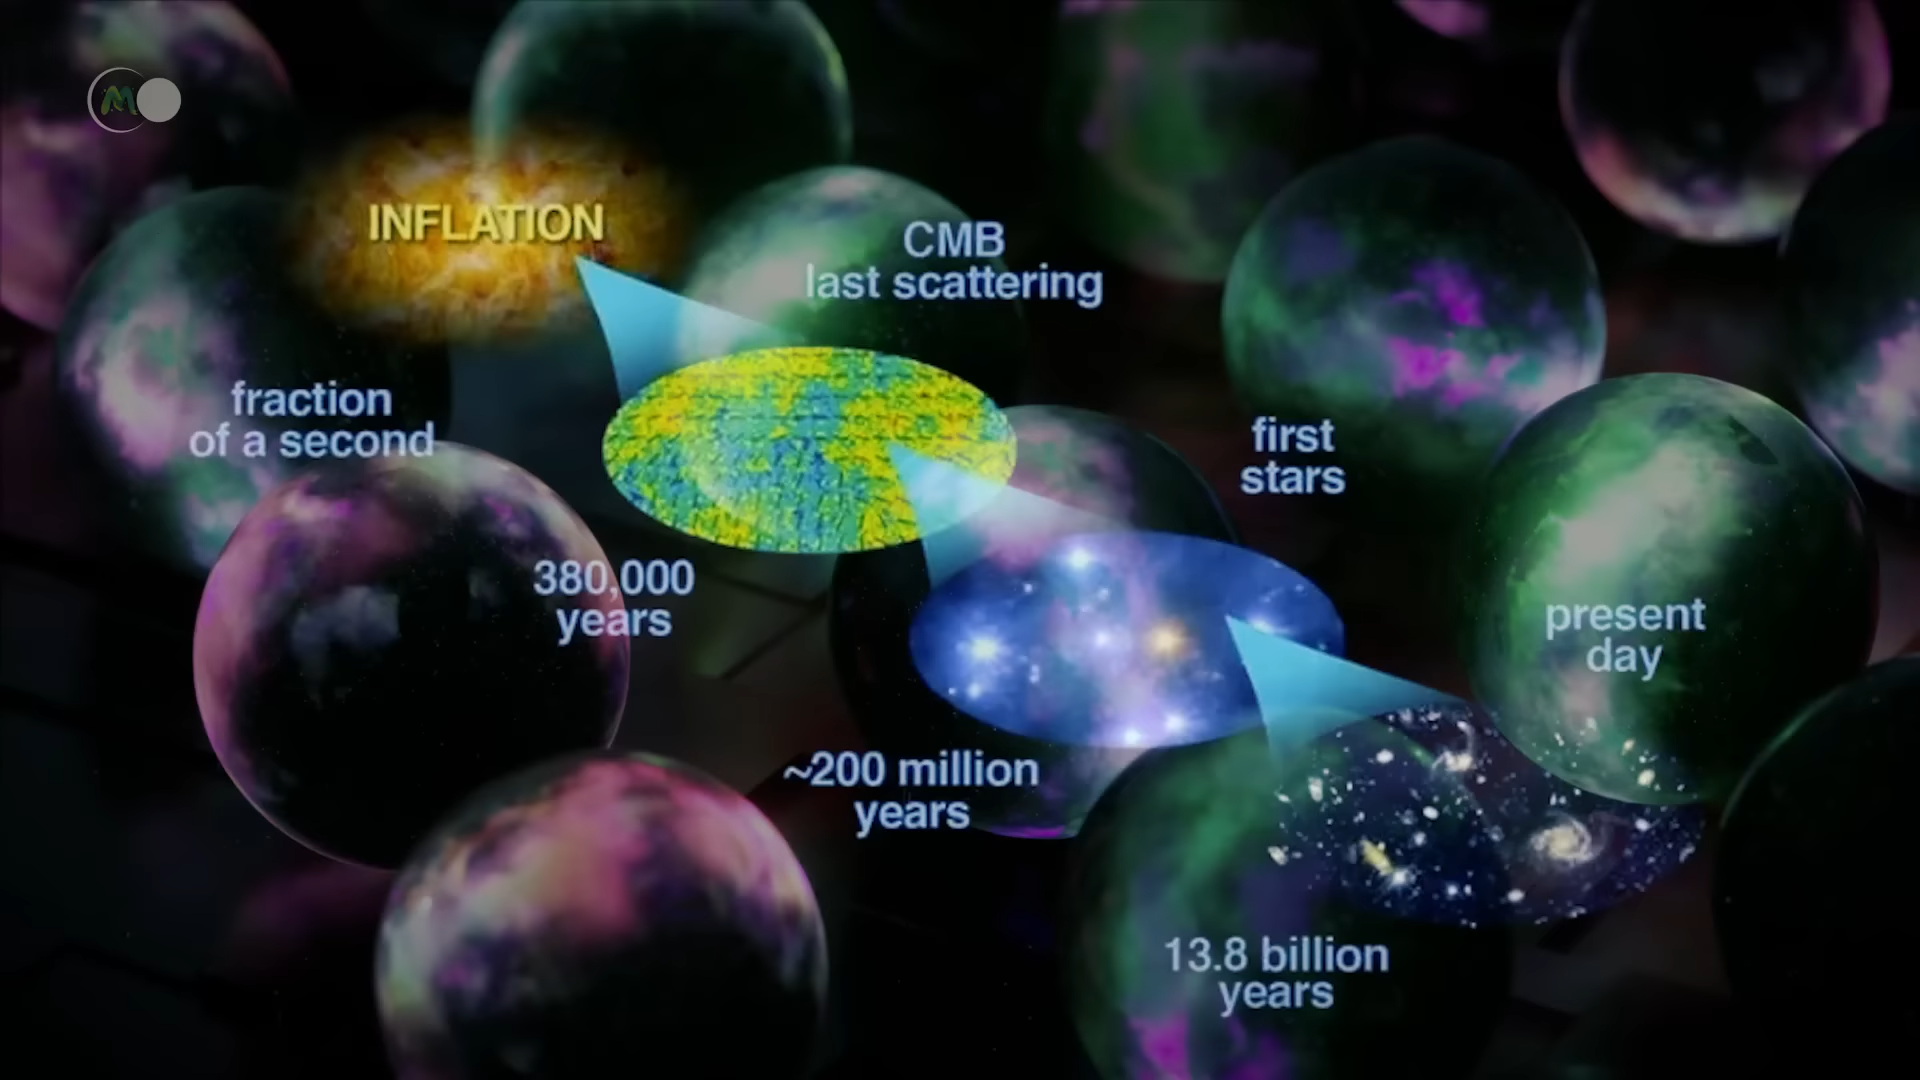 INFLATION
fraction
of a second
CMB
last scattering
380,000
years
first
stars
~200 million
years
present
day
13.8 billion
years
M